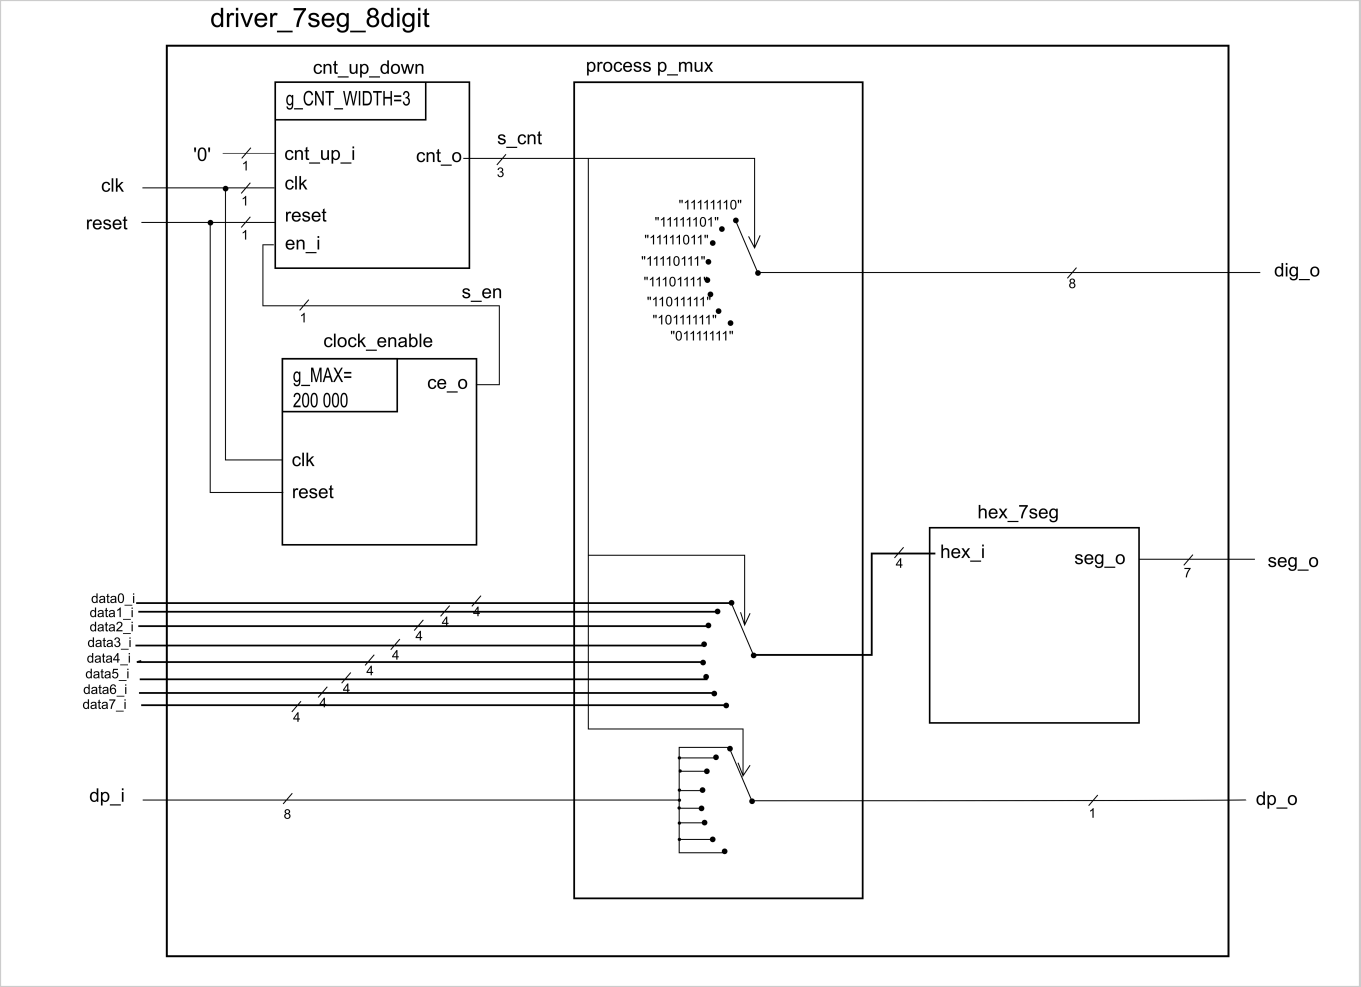 driver_7seg_8digit
cnt_up_down
process p_mux
g_CNT_WIDTH=3
'0'
1
cnt_up_i
cnt_o
s_cnt
3
clk
1
clk
reset
1
reset
en_i
s_en
1
clock_enable
g_MAX=
200 000
ce_o
clk
reset
"11111110"
"11111101"
"11111011"
"11110111"
"11101111"
"11011111"
"10111111"
"01111111"
8
dig_o
hex_7seg
4
hex_i
seg_o
7
seg_o
data0_i
4
data1_i
4
data2_i
4
data3_i
4
data4_i
4
data5_i
4
data6_i
4
data7_i
4
dp_i
8
1
dp_o